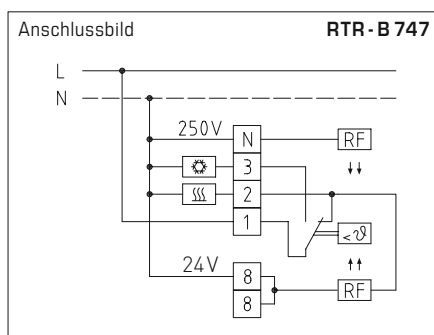 Anschlussbild RTR-B 747
L
N
250V N RF
3
2
1 <ϑ
24V 8
8 RF